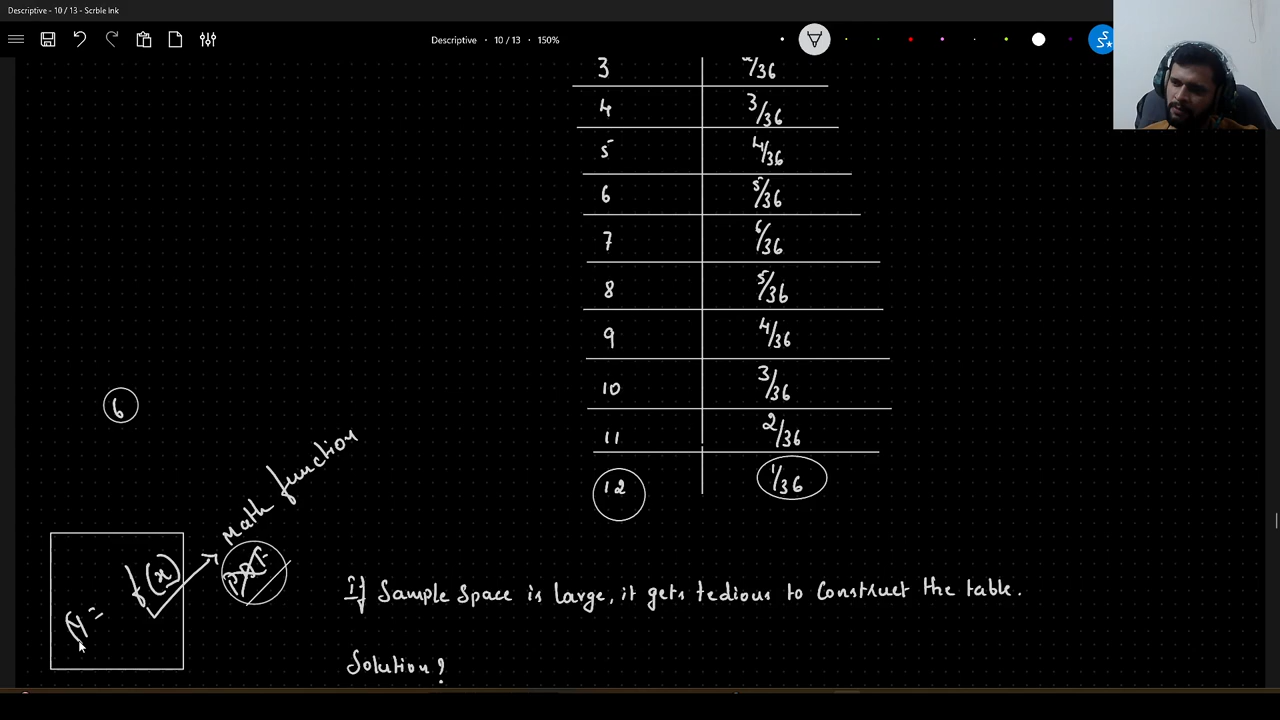 Descriptive - 10 / 13 - Scrble Ink
Descriptive • 10 / 13 • 150%
3 2/36
4 3/36
5 4/36
6 5/36
7 6/36
8 5/36
9 4/36
10 3/36
11 2/36
12 1/36
6
Math function
f(x)
y =
If Sample Space is large, it gets tedious to Construct the table.
Solution?